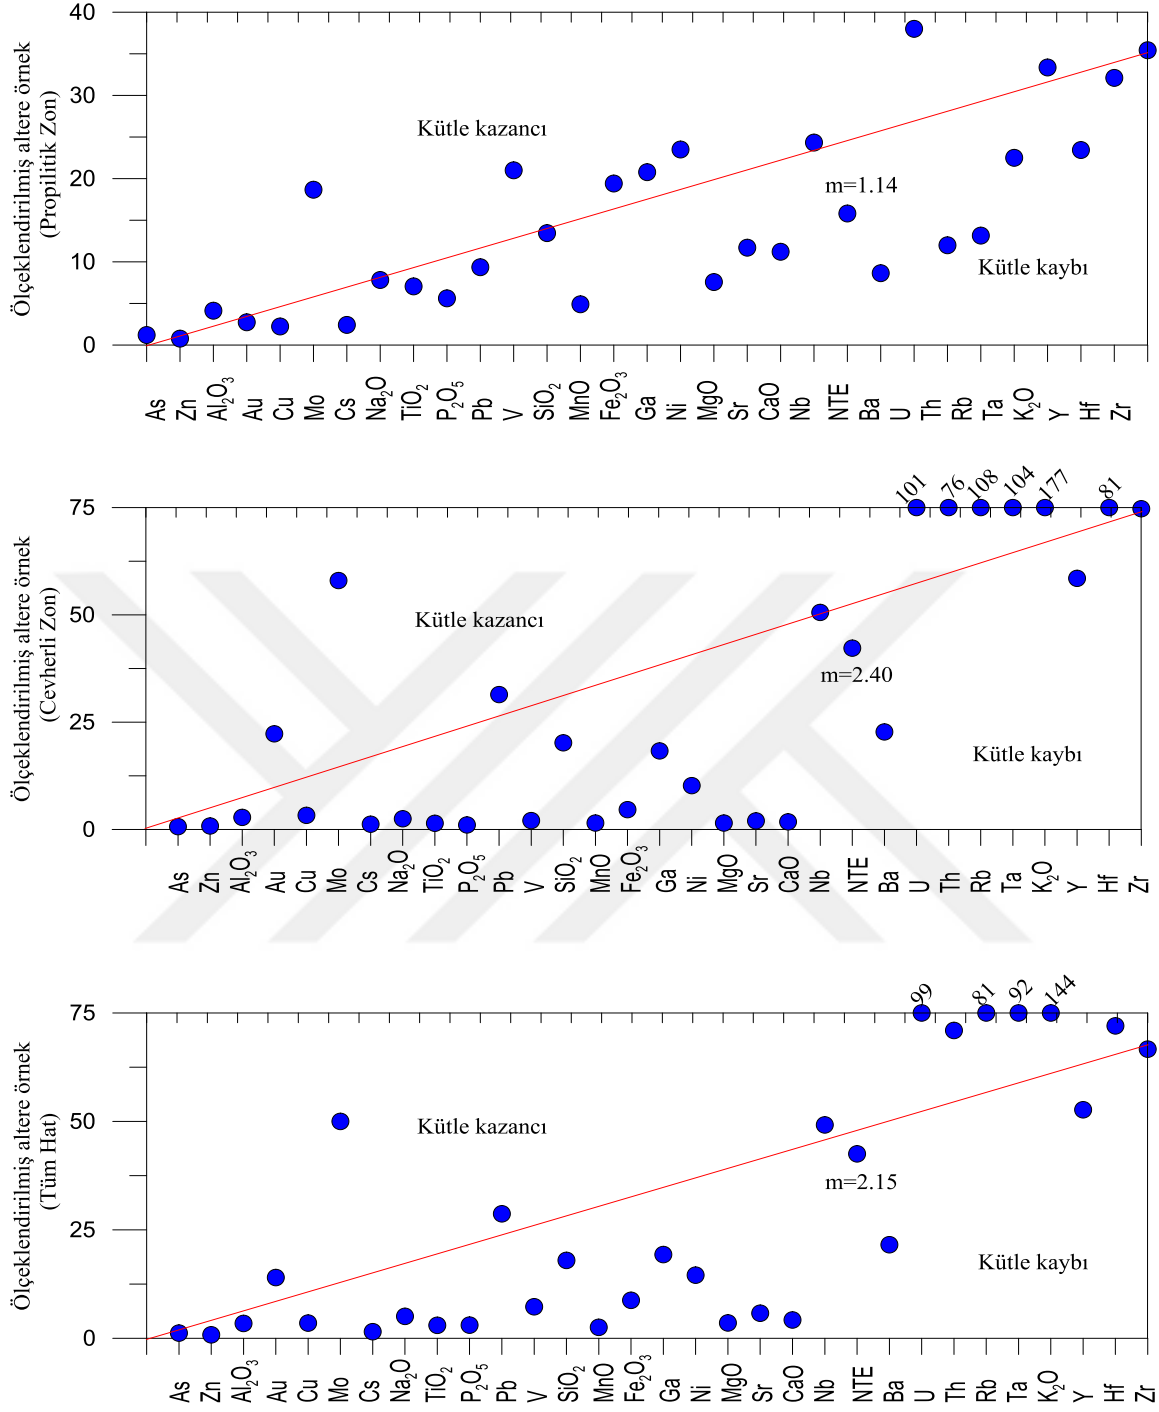 Ölçeklendirilmiş altere örnek
(Propilitik Zon)
40
30
20
10
0
Kütle kazancı
m=1.14
Kütle kaybı
As Zn Al₂O₃ Au Cu Mo Cs Na₂O TiO₂ P₂O₅ Pb V SiO₂ MnO Fe₂O₃ Ga Ni MgO Sr CaO Nb NTE Ba U Th Rb Ta K₂O Y Hf Zr
Ölçeklendirilmiş altere örnek
(Cevherli Zon)
101 76 108 104 177 81
75
50
25
0
Kütle kazancı
m=2.40
Kütle kaybı
As Zn Al₂O₃ Au Cu Mo Cs Na₂O TiO₂ P₂O₅ Pb V SiO₂ MnO Fe₂O₃ Ga Ni MgO Sr CaO Nb NTE Ba U Th Rb Ta K₂O Y Hf Zr
Ölçeklendirilmiş altere örnek
(Tüm Hat)
99 81 92 144
75
50
25
0
Kütle kazancı
m=2.15
Kütle kaybı
As Zn Al₂O₃ Au Cu Mo Cs Na₂O TiO₂ P₂O₅ Pb V SiO₂ MnO Fe₂O₃ Ga Ni MgO Sr CaO Nb NTE Ba U Th Rb Ta K₂O Y Hf Zr